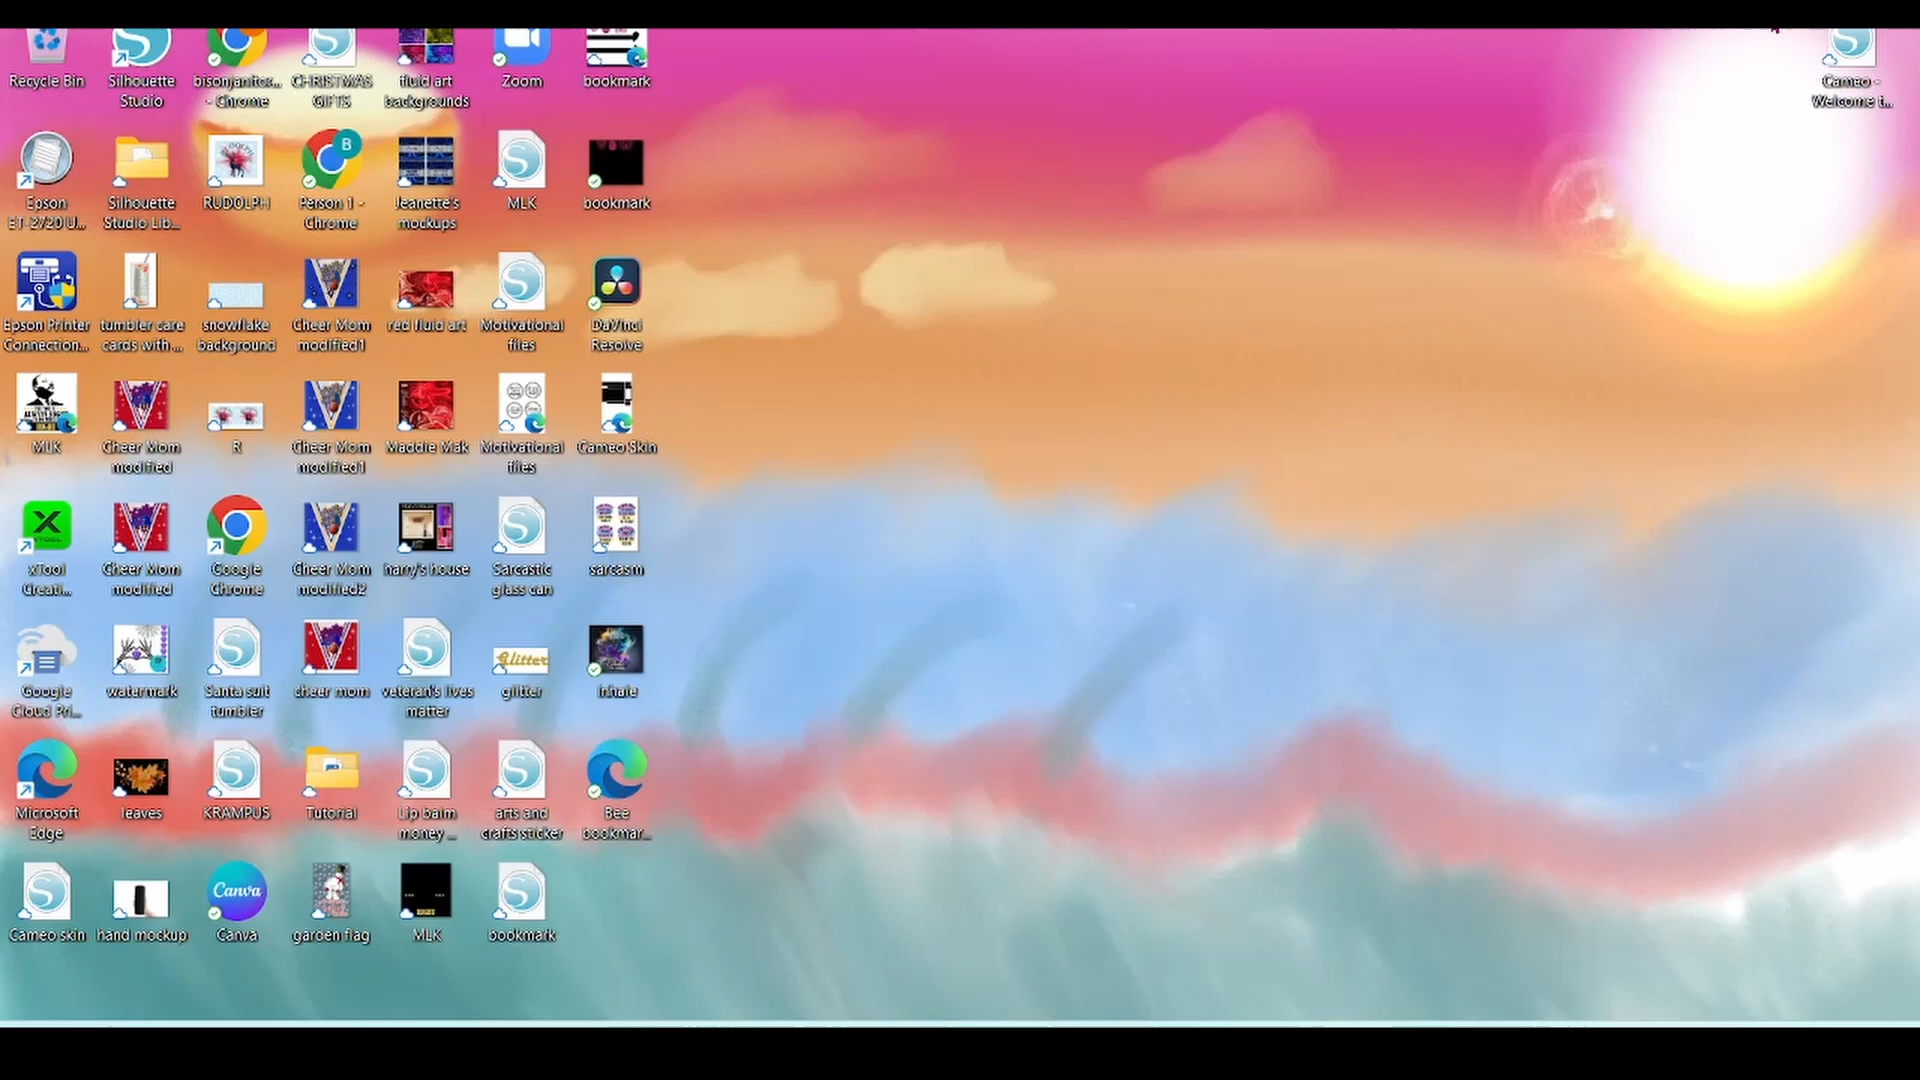 Recycle Bin
Silhouette
Studio
bisonjanitor...
- Chrome
CHRISTMAS
GIFTS
fluid art
backgrounds
Zoom
bookmark
Cameo -
Welcome t...
Epson
ET-2720 U...
Silhouette
Studio Lib...
RUDOLPH
B
Person 1 -
Chrome
Jeanette's
mockups
MLK
bookmark
Epson Printer
Connection...
tumbler care
cards with ...
snowflake
background
Cheer Mom
modified1
red fluid art
Motivational
files
DaVinci
Resolve
MLK
Cheer Mom
modified
R
Cheer Mom
modified1
Maddie Mak
Motivational
files
Cameo Skin
xTool
Creati...
Cheer Mom
modified
Google
Chrome
Cheer Mom
modified2
harry's house
Sarcastic
glass can
sarcasm
Google
Cloud Pri...
watermark
Santa suit
tumbler
cheer mom
veteran's lives
matter
Glitter
glitter
inhale
Microsoft
Edge
leaves
KRAMPUS
Tutorial
Lip balm
money ...
arts and
crafts sticker
Bee
bookmar...
Cameo skin
hand mockup
Canva
Canva
garden flag
MLK
bookmark